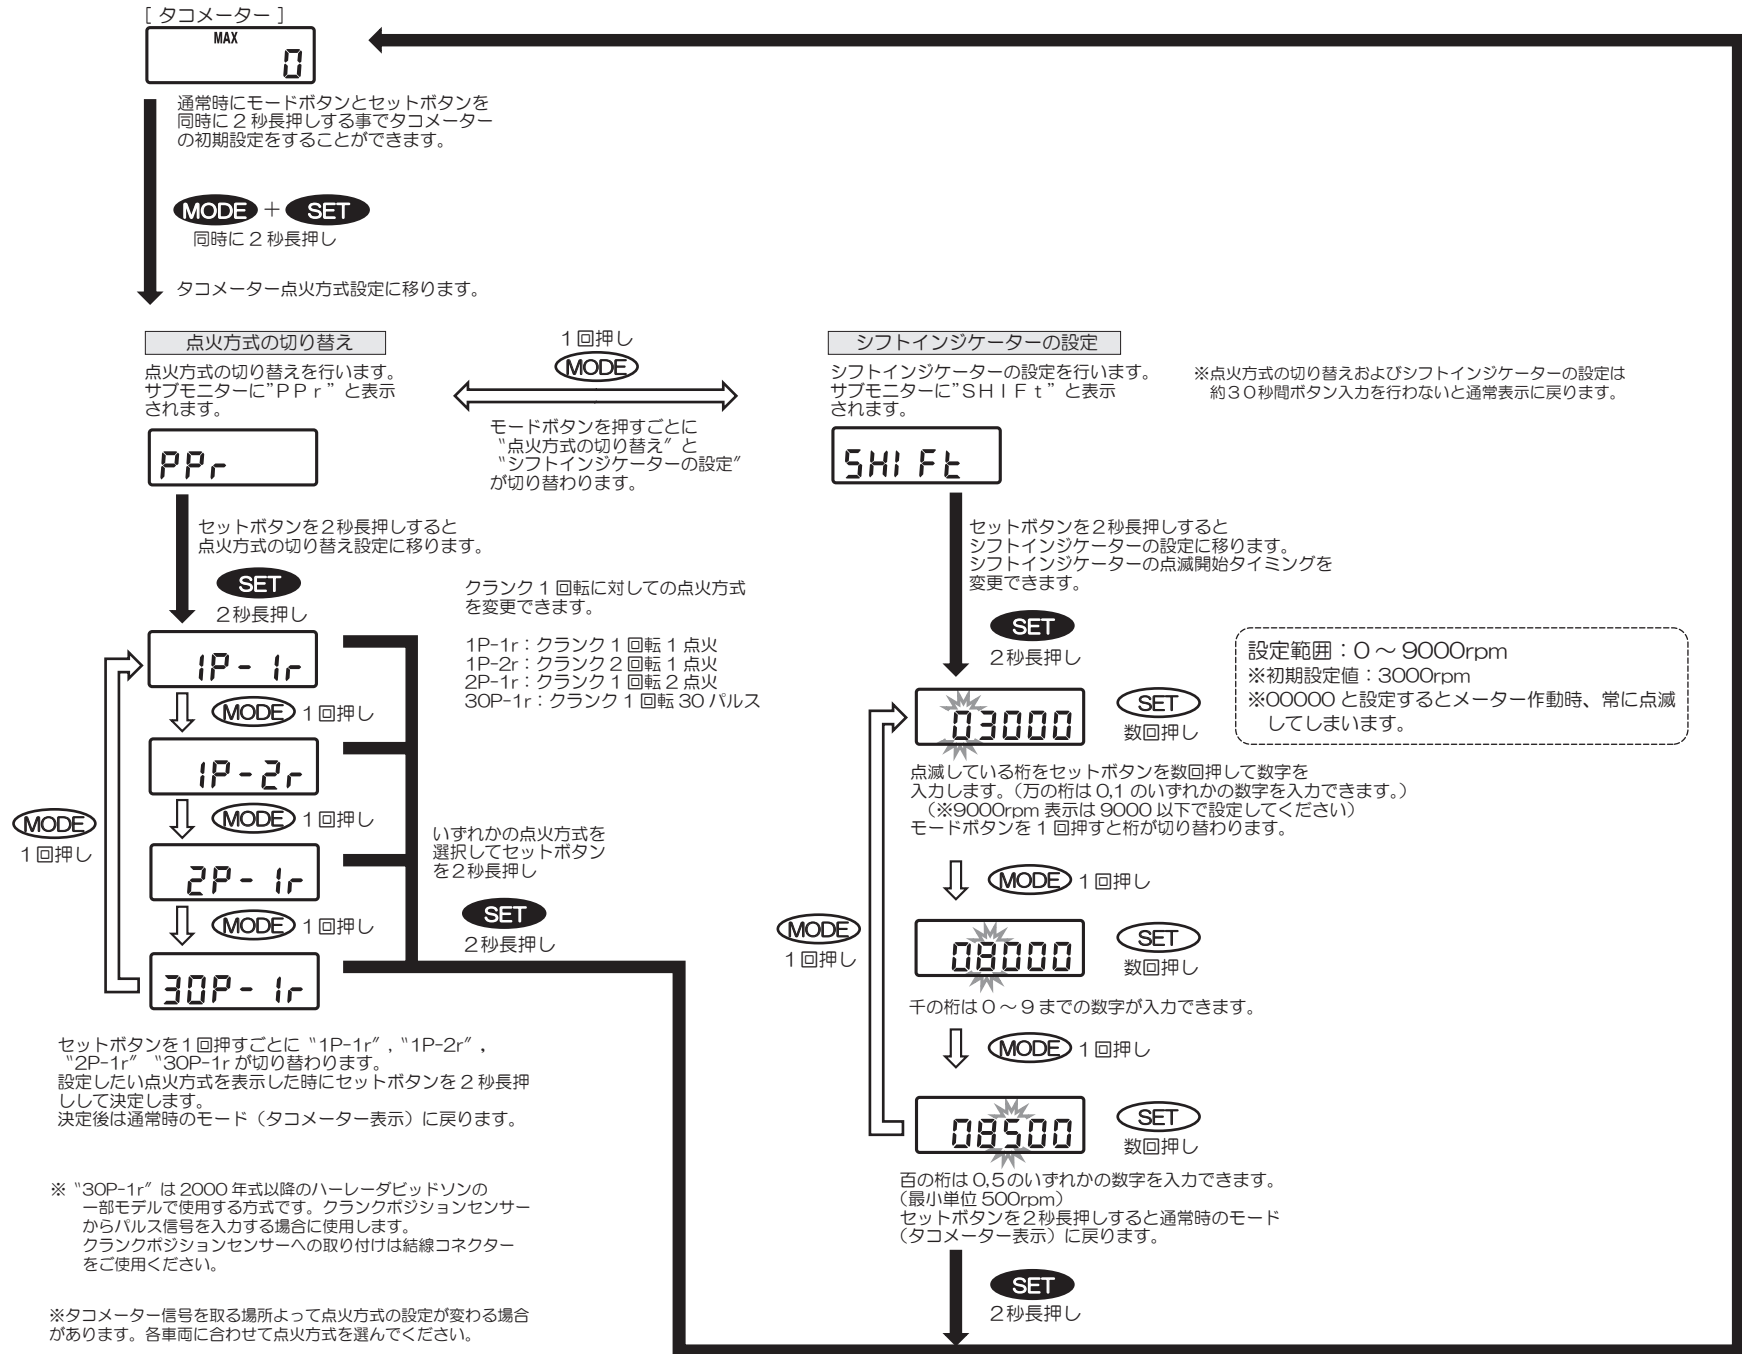 [ タコメーター ]
MAX
0
通常時にモードボタンとセットボタンを
同時に2秒長押しする事でタコメーター
の初期設定をすることができます。
MODE + SET
同時に2秒長押し
タコメーター点火方式設定に移ります。
点火方式の切り替え
点火方式の切り替えを行います。
サブモニターに”PPr”と表示
されます。
PPr
1回押し
MODE
モードボタンを押すごとに
〝点火方式の切り替え〞と
〝シフトインジケーターの設定〞
が切り替わります。
シフトインジケーターの設定
シフトインジケーターの設定を行います。
サブモニターに”SHIFt”と表示
されます。
SHIFt
※点火方式の切り替えおよびシフトインジケーターの設定は
約30秒間ボタン入力を行わないと通常表示に戻ります。
セットボタンを2秒長押しすると
点火方式の切り替え設定に移ります。
SET
2秒長押し
クランク1回転に対しての点火方式
を変更できます。
1P-1r：クランク1回転1点火
1P-2r：クランク2回転1点火
2P-1r：クランク1回転2点火
30P-1r：クランク1回転30パルス
1P-1r
MODE 1回押し
1P-2r
MODE 1回押し
2P-1r
MODE 1回押し
30P-1r
MODE
1回押し
いずれかの点火方式を
選択してセットボタン
を2秒長押し
SET
2秒長押し
セットボタンを1回押すごとに〝1P-1r〞,〝1P-2r〞,
〝2P-1r〞〝30P-1rが切り替わります。
設定したい点火方式を表示した時にセットボタンを2秒長押
しして決定します。
決定後は通常時のモード（タコメーター表示）に戻ります。
※〝30P-1r〞は2000年式以降のハーレーダビッドソンの
一部モデルで使用する方式です。クランクポジションセンサー
からパルス信号を入力する場合に使用します。
クランクポジションセンサーへの取り付けは結線コネクター
をご使用ください。
※タコメーター信号を取る場所よって点火方式の設定が変わる場合
があります。各車両に合わせて点火方式を選んでください。
セットボタンを2秒長押しすると
シフトインジケーターの設定に移ります。
シフトインジケーターの点滅開始タイミングを
変更できます。
SET
2秒長押し
設定範囲：0～9000rpm
※初期設定値：3000rpm
※00000と設定するとメーター作動時、常に点滅
してしまいます。
03000
SET
数回押し
点滅している桁をセットボタンを数回押して数字を
入力します。（万の桁は0,1のいずれかの数字を入力できます。）
（※9000rpm表示は9000以下で設定してください）
モードボタンを1回押すと桁が切り替わります。
MODE 1回押し
08000
SET
数回押し
千の桁は0～9までの数字が入力できます。
MODE 1回押し
08500
SET
数回押し
MODE
1回押し
百の桁は0,5のいずれかの数字を入力できます。
（最小単位500rpm）
セットボタンを2秒長押しすると通常時のモード
（タコメーター表示）に戻ります。
SET
2秒長押し